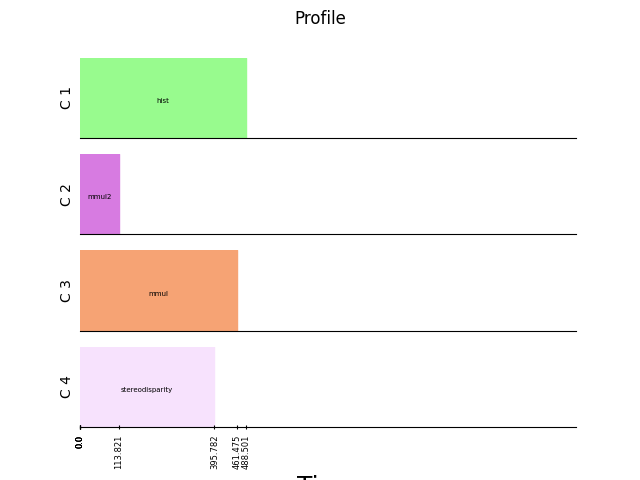 Profile
C 1
hist
C 2
mmul2
C 3
mmul
C 4
stereodisparity
0.0
113.821
395.782
461.475
488.501